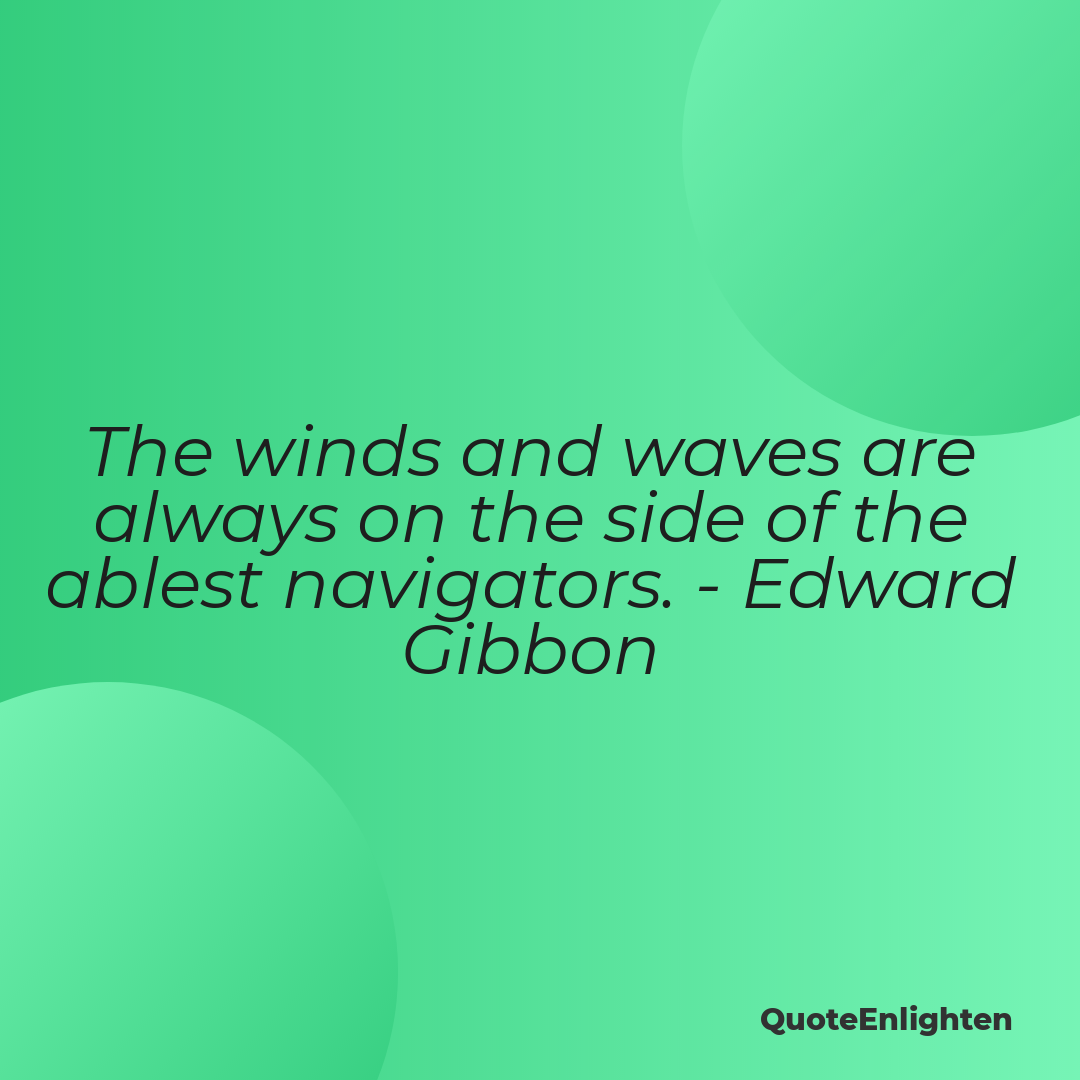 The winds and waves are
always on the side of the
ablest navigators. - Edward
Gibbon
QuoteEnlighten